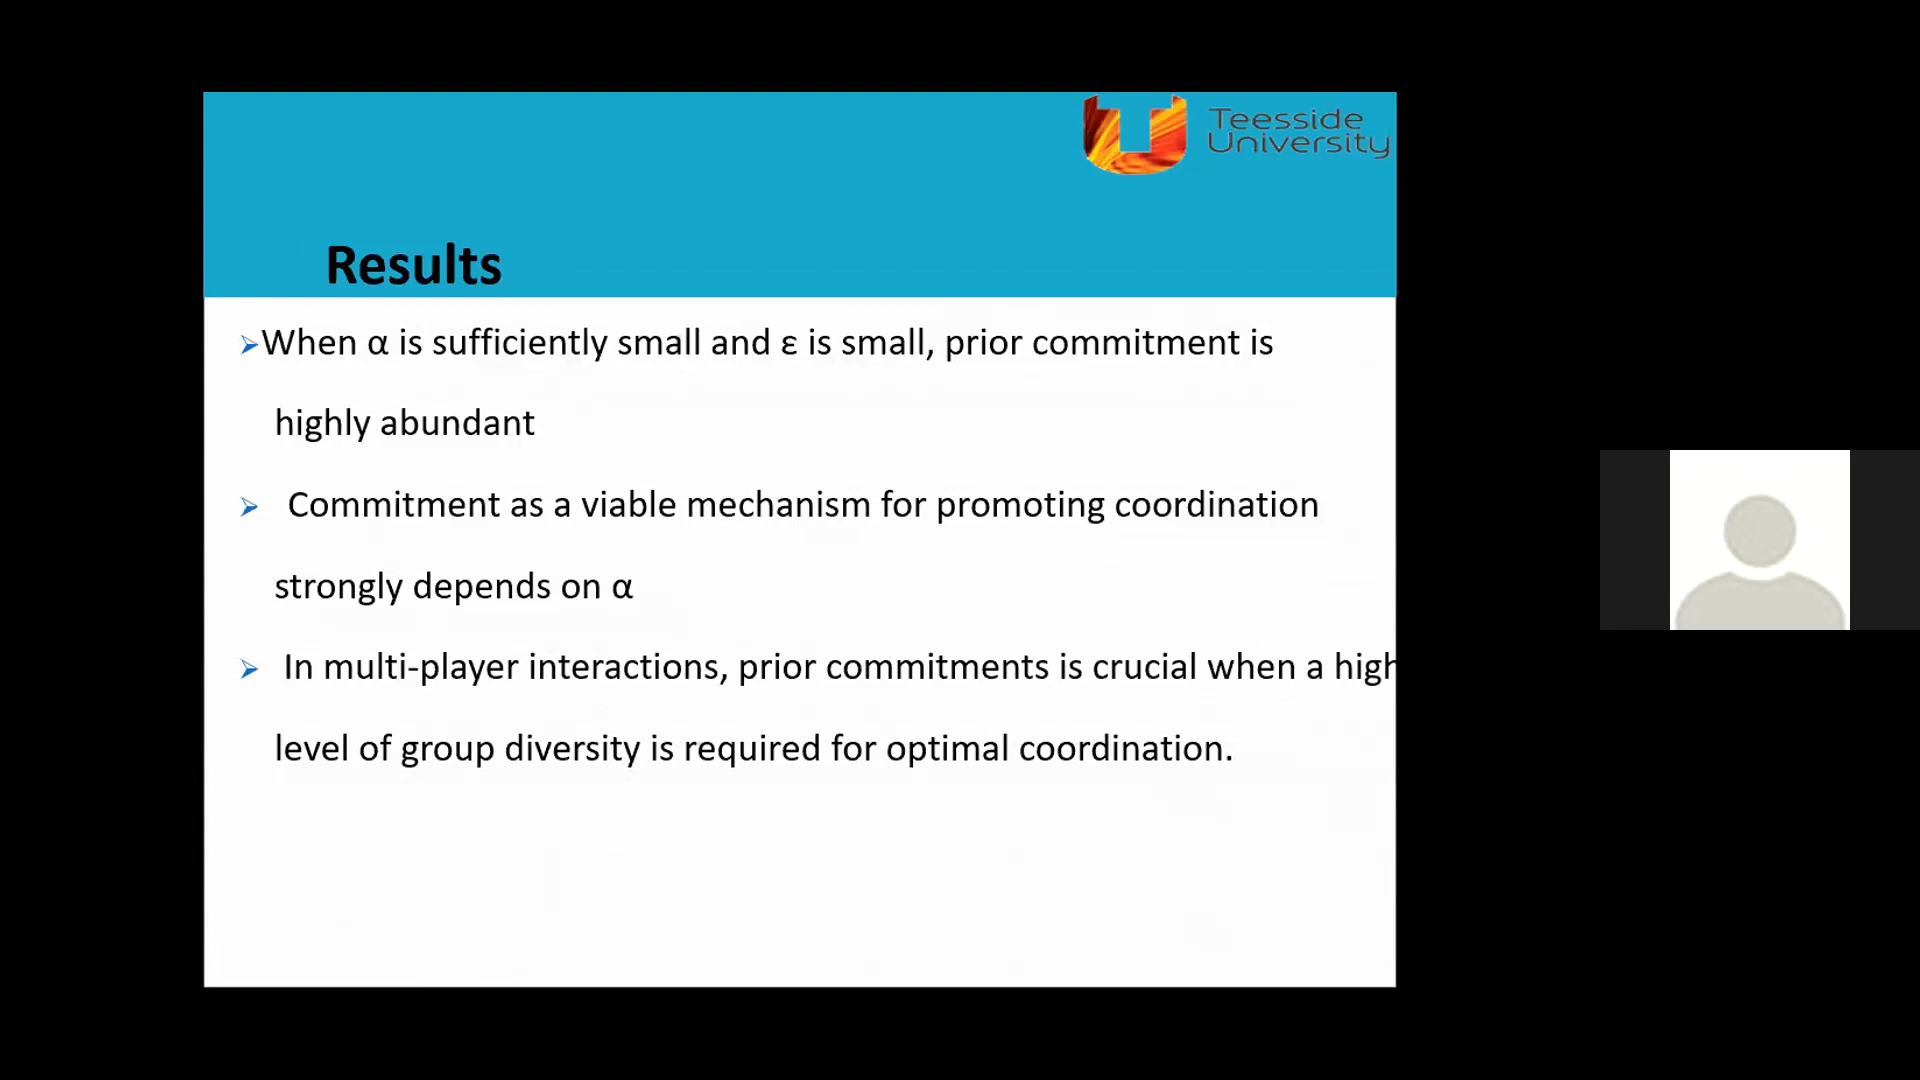 Teesside
University
Results
➢When α is sufficiently small and ε is small, prior commitment is
highly abundant
➢ Commitment as a viable mechanism for promoting coordination
strongly depends on α
➢ In multi-player interactions, prior commitments is crucial when a high
level of group diversity is required for optimal coordination.